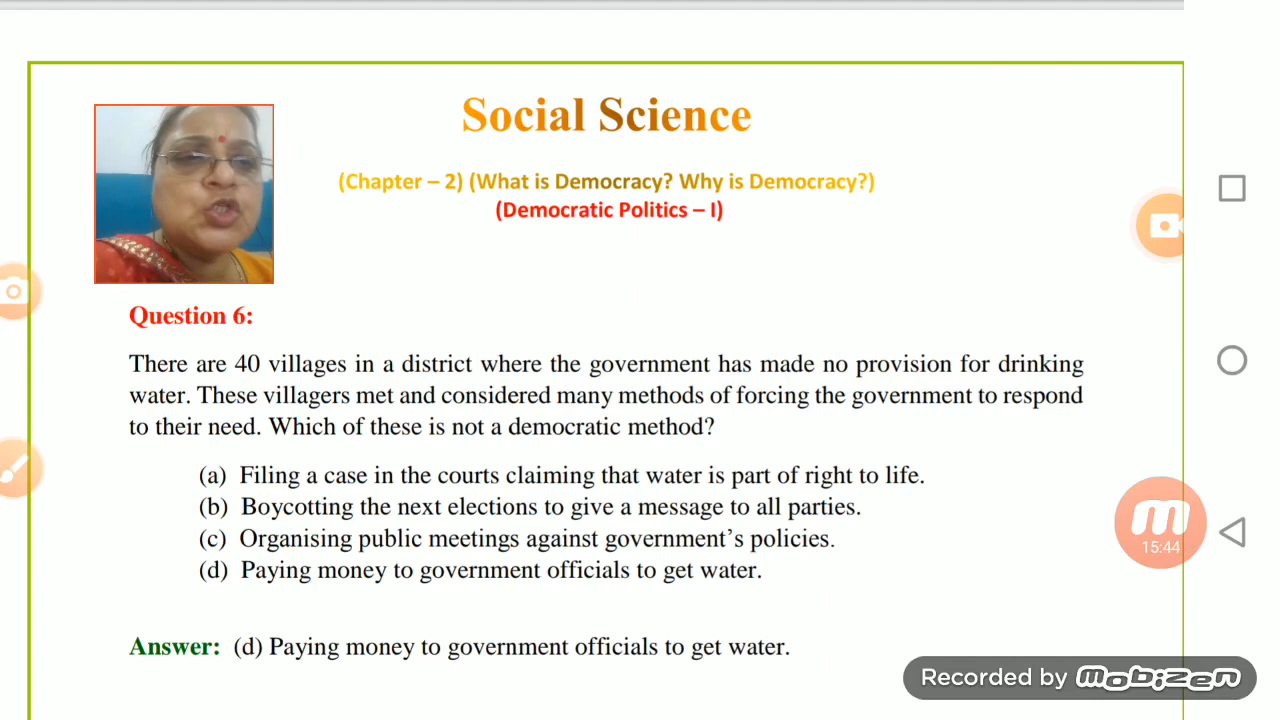 Social Science
(Chapter – 2) (What is Democracy? Why is Democracy?)
(Democratic Politics – I)
Question 6:
There are 40 villages in a district where the government has made no provision for drinking
water. These villagers met and considered many methods of forcing the government to respond
to their need. Which of these is not a democratic method?
(a) Filing a case in the courts claiming that water is part of right to life.
(b) Boycotting the next elections to give a message to all parties.
(c) Organising public meetings against government's policies.
(d) Paying money to government officials to get water.
Answer: (d) Paying money to government officials to get water.
15:44
Recorded by mobizen